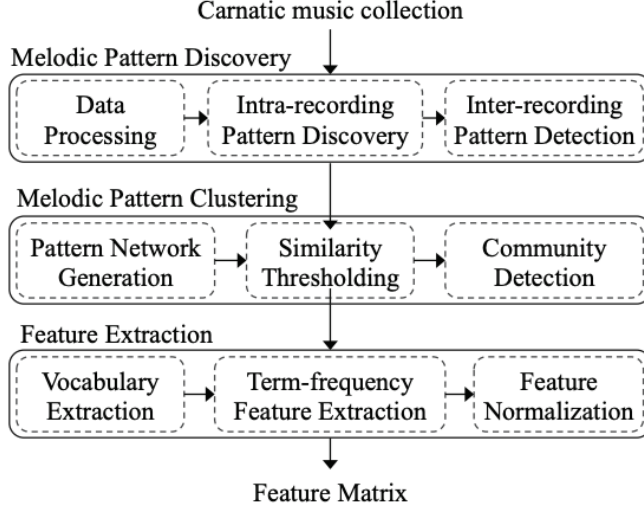 Carnatic music collection
Melodic Pattern Discovery
Data
Processing
Intra-recording
Pattern Discovery
Inter-recording
Pattern Detection
Melodic Pattern Clustering
Pattern Network
Generation
Similarity
Thresholding
Community
Detection
Feature Extraction
Vocabulary
Extraction
Term-frequency
Feature Extraction
Feature
Normalization
Feature Matrix